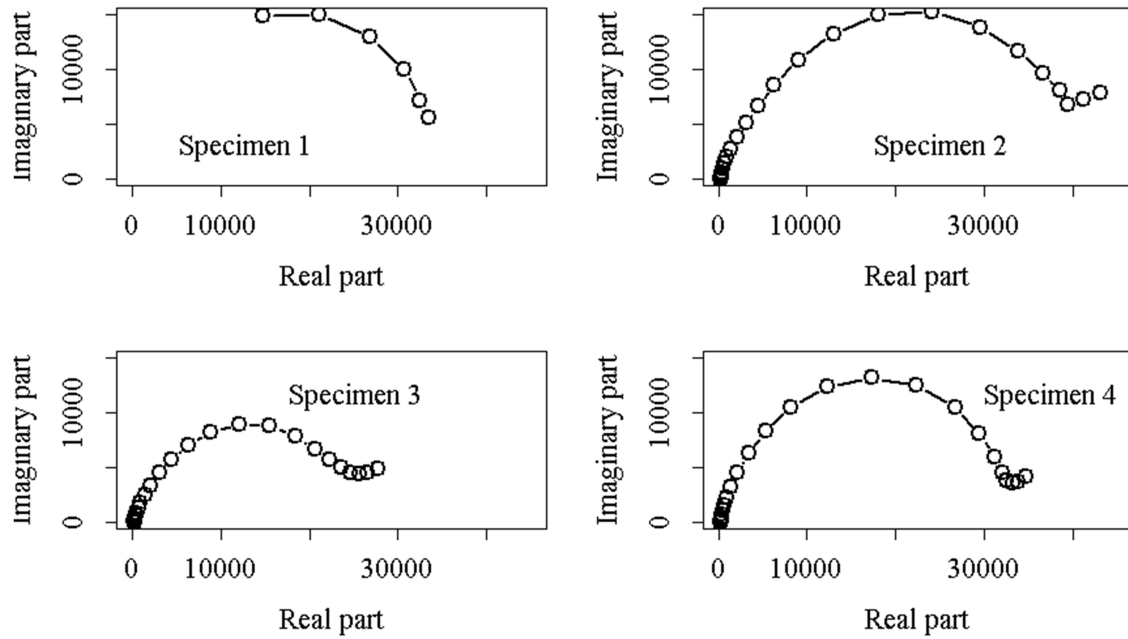 Imaginary part
10000
0
Specimen 1
0 10000 30000
Real part
Imaginary part
10000
0
Specimen 2
0 10000 30000
Real part
Imaginary part
10000
0
Specimen 3
0 10000 30000
Real part
Imaginary part
10000
0
Specimen 4
0 10000 30000
Real part